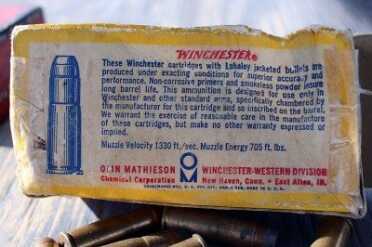 WINCHESTER®
These Winchester cartridges with Lubaloy jacketed bullets are
produced under exacting conditions for superior accuracy and
performance. Non-corrosive primers and smokeless powder insure
long barrel life. This ammunition is designed for use only in
Winchester and other standard arms, specifically chambered by
the manufacturer for this cartridge and so inscribed on the barrel.
We warrant the exercise of reasonable care in the manufacture
of these cartridges, but make no other warranty expressed or
implied.
Muzzle Velocity 1330 ft./sec. Muzzle Energy 705 ft. lbs.
OLIN MATHIESON WINCHESTER-WESTERN DIVISION
Chemical Corporation New Haven, Conn. • East Alton, Ill.
MADE IN U.S.A.